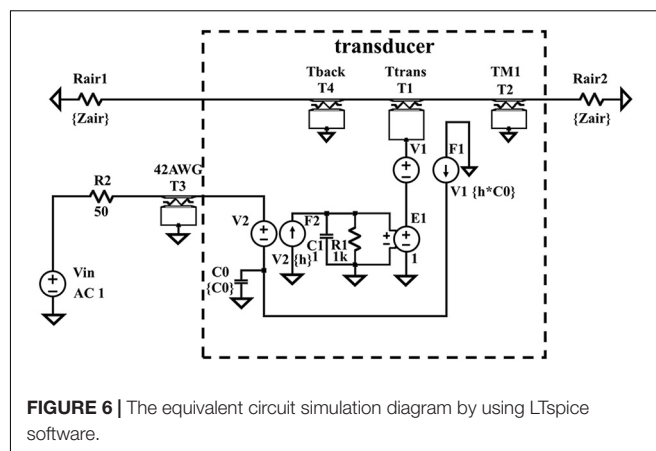 transducer
Rair1
{Zair}
Tback
T4
Ttrans
T1
TM1
T2
Rair2
{Zair}
V1
F1
V1 {h*C0}
42AWG
T3
R2
50
V2
F2
V2 {h}
C1
1
R1
1k
E1
1
C0
{C0}
Vin
AC 1
FIGURE 6 | The equivalent circuit simulation diagram by using LTspice
software.